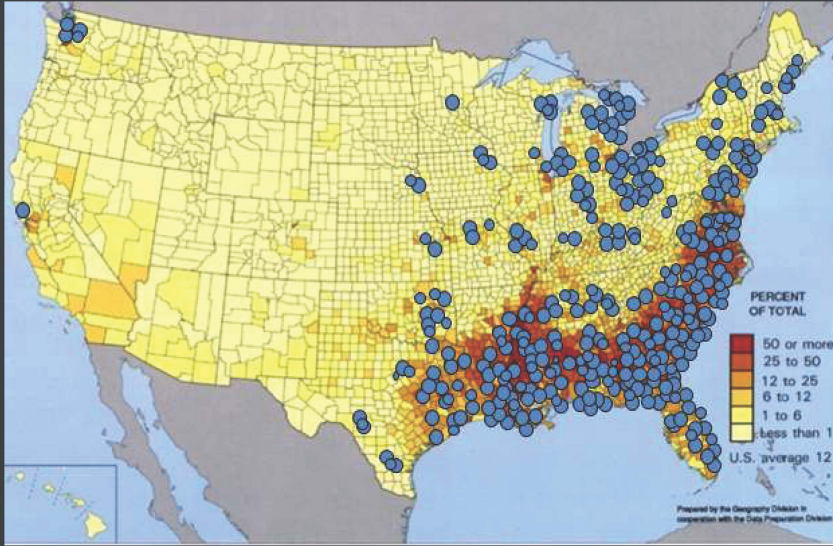 PERCENT
OF TOTAL
50 or more
25 to 50
12 to 25
6 to 12
1 to 6
Less than 1
U.S. average 12
Prepared by the Geography Division in
cooperation with the Data Preparation Division